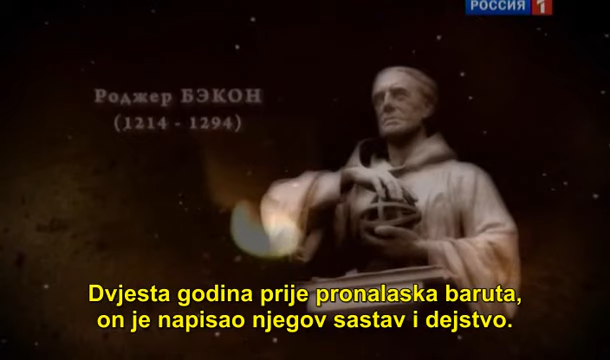 РОССИЯ 1
Роджер БЭКОН
(1214 - 1294)
Dvjesta godina prije pronalaska baruta,
on je napisao njegov sastav i dejstvo.